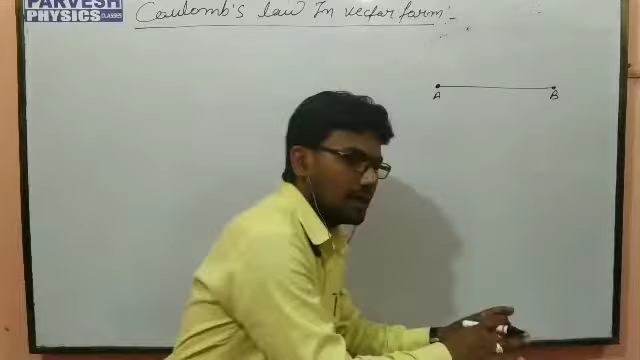 PARVESH
PHYSICS CLASSES
Coulomb's law In vector form :-
A B